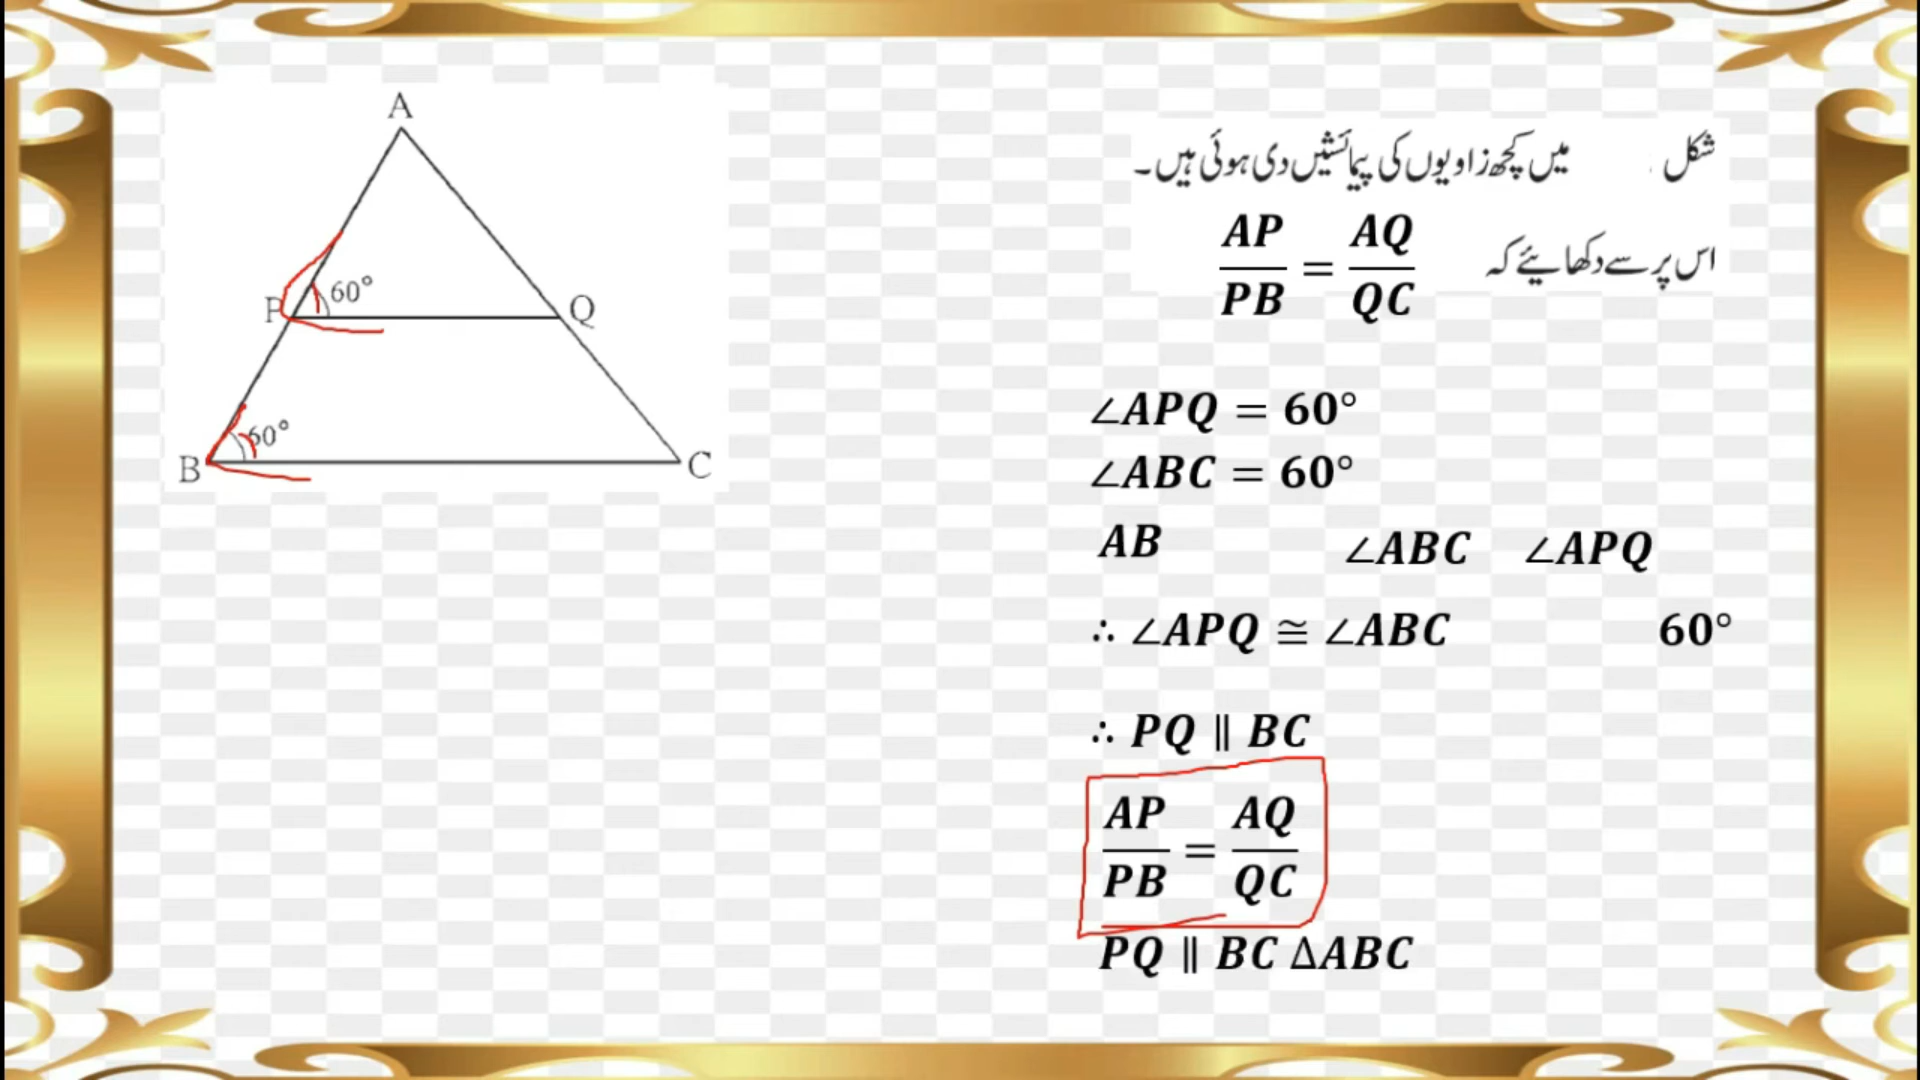 A
60°
P
Q
60°
B
C
شکل میں کچھ زاویوں کی پیمائشیں دی ہوئی ہیں۔
اس پر سے دکھایئے کہ AP/PB = AQ/QC
∠APQ = 60°
∠ABC = 60°
AB ∠ABC ∠APQ
∴ ∠APQ ≅ ∠ABC 60°
∴ PQ ∥ BC
AP/PB = AQ/QC
PQ ∥ BC ΔABC